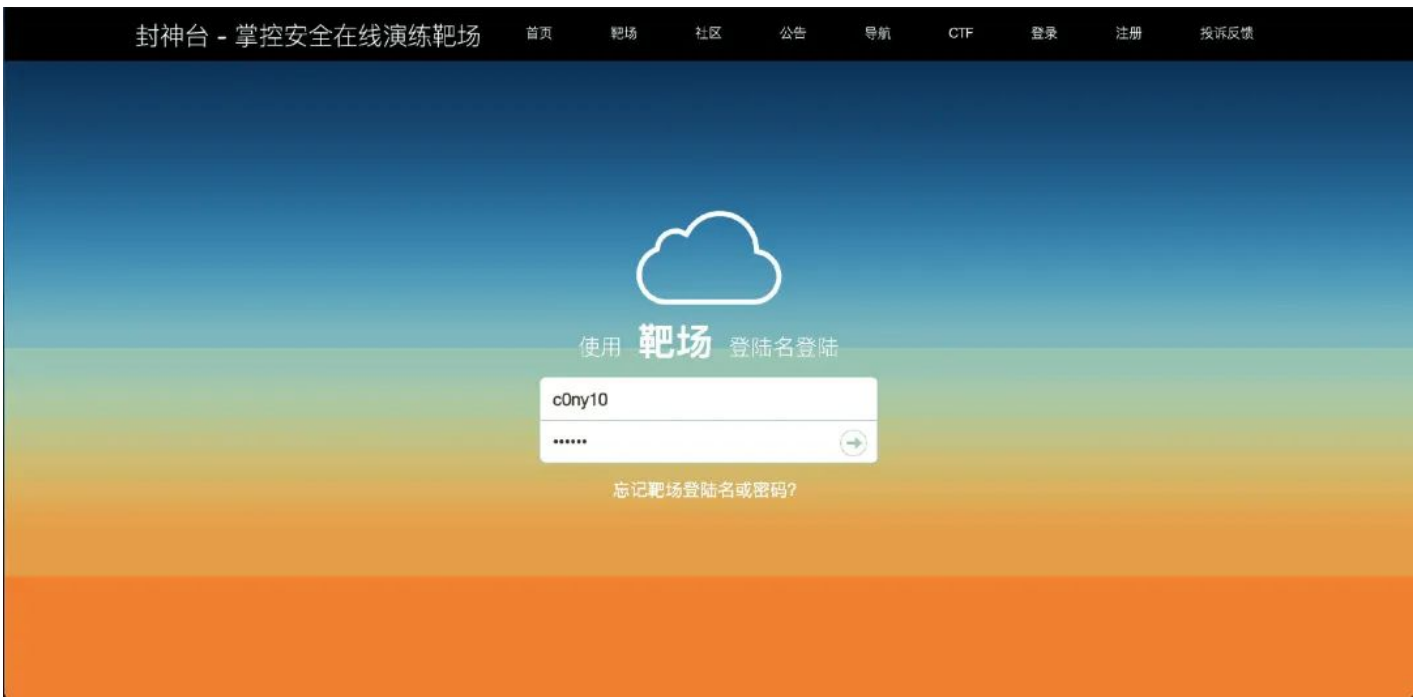 封神台 - 掌控安全在线演练靶场 首页 靶场 社区 公告 导航 CTF 登录 注册 投诉反馈
使用 靶场 登陆名登陆
c0ny10
••••••
忘记靶场登陆名或密码?